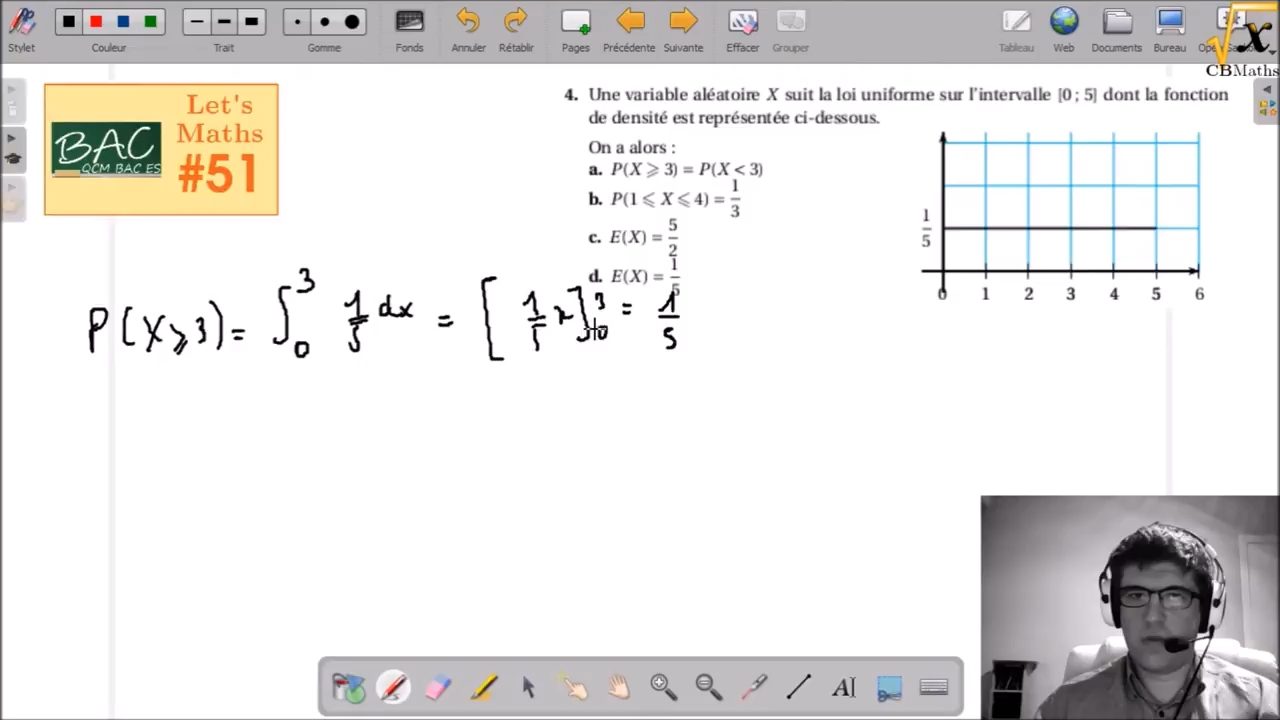 Stylet Couleur Trait Gomme Fonds Annuler Rétablir Pages Précédente Suivante Effacer Grouper Tableau Web Documents Bureau
CBMaths
Let's
Maths
#51
BAC
QCM BAC ES
4. Une variable aléatoire X suit la loi uniforme sur l'intervalle [0 ; 5] dont la fonction
de densité est représentée ci-dessous.
On a alors :
a. P(X ⩾ 3) = P(X < 3)
b. P(1 ⩽ X ⩽ 4) = 1/3
c. E(X) = 5/2
d. E(X) = 1/5
1/5
0 1 2 3 4 5 6
P(X⩾3) = ∫₀³ 1/5 dx = [1/5 x]₀³ = 1/5